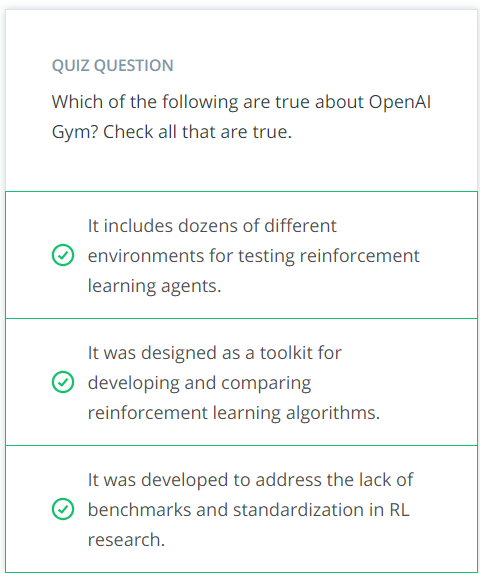 QUIZ QUESTION
Which of the following are true about OpenAI
Gym? Check all that are true.
It includes dozens of different
environments for testing reinforcement
learning agents.
It was designed as a toolkit for
developing and comparing
reinforcement learning algorithms.
It was developed to address the lack of
benchmarks and standardization in RL
research.